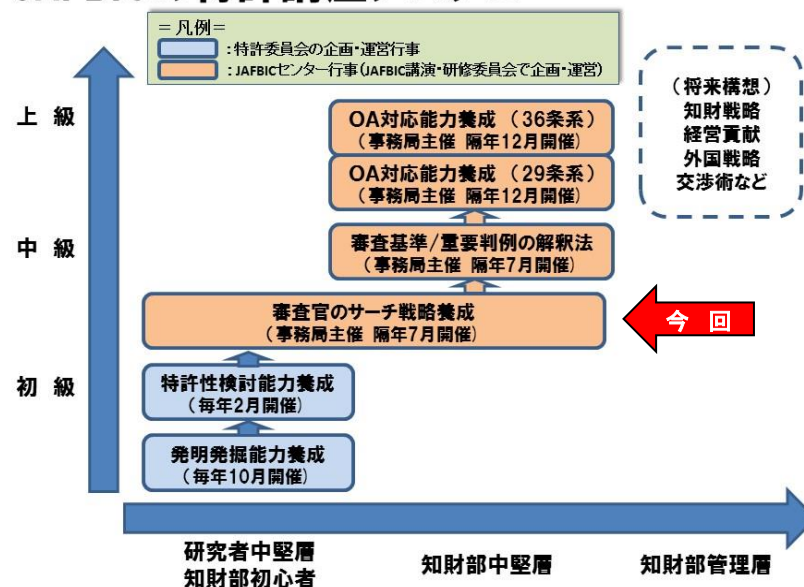 ＝凡例＝
：特許委員会の企画・運営行事
：JAFBICセンター行事（JAFBIC講演・研修委員会で企画・運営）
（将来構想）
知財戦略
経営貢献
外国戦略
交渉術など
上 級
OA対応能力養成（36条系）
（事務局主催 隔年12月開催）
OA対応能力養成（29条系）
（事務局主催 隔年12月開催）
中 級
審査基準/重要判例の解釈法
（事務局主催 隔年7月開催）
審査官のサーチ戦略養成
（事務局主催 隔年7月開催）
今 回
初 級
特許性検討能力養成
（毎年2月開催）
発明発掘能力養成
（毎年10月開催）
研究者中堅層
知財部初心者
知財部中堅層
知財部管理層